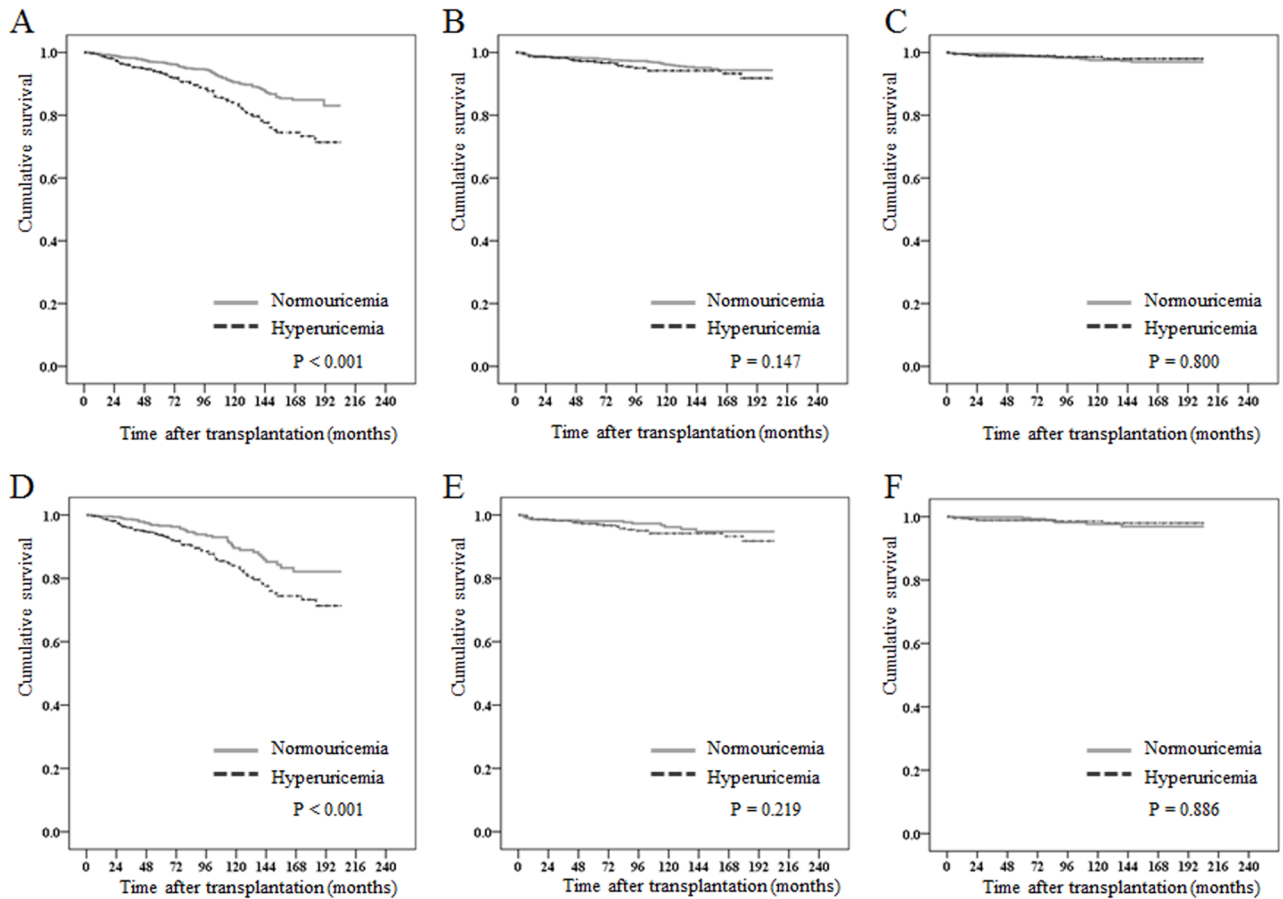 A
Cumulative survival
1.0
0.8
0.6
0.4
0.2
0.0
Normouricemia
Hyperuricemia
P < 0.001
0 24 48 72 96 120 144 168 192 216 240
Time after transplantation (months)
B
Cumulative survival
1.0
0.8
0.6
0.4
0.2
0.0
Normouricemia
Hyperuricemia
P = 0.147
0 24 48 72 96 120 144 168 192 216 240
Time after transplantation (months)
C
Cumulative survival
1.0
0.8
0.6
0.4
0.2
0.0
Normouricemia
Hyperuricemia
P = 0.800
0 24 48 72 96 120 144 168 192 216 240
Time after transplantation (months)
D
Cumulative survival
1.0
0.8
0.6
0.4
0.2
0.0
Normouricemia
Hyperuricemia
P < 0.001
0 24 48 72 96 120 144 168 192 216 240
Time after transplantation (months)
E
Cumulative survival
1.0
0.8
0.6
0.4
0.2
0.0
Normouricemia
Hyperuricemia
P = 0.219
0 24 48 72 96 120 144 168 192 216 240
Time after transplantation (months)
F
Cumulative survival
1.0
0.8
0.6
0.4
0.2
0.0
Normouricemia
Hyperuricemia
P = 0.886
0 24 48 72 96 120 144 168 192 216 240
Time after transplantation (months)